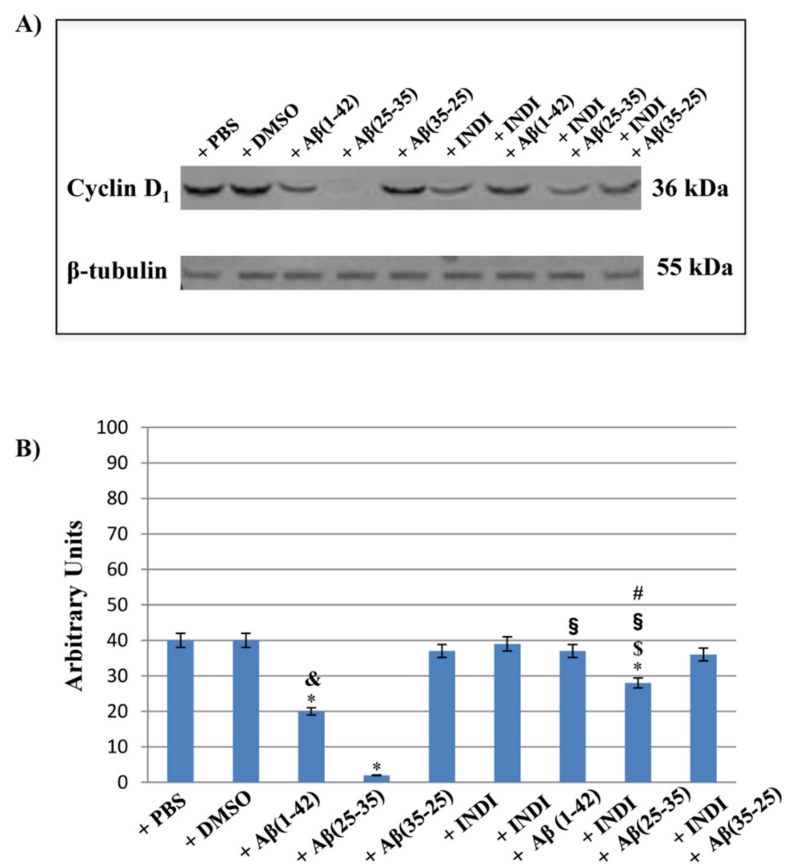 A)
+ PBS
+ DMSO
+ Aβ(1-42)
+ Aβ(25-35)
+ Aβ(35-25)
+ INDI
+ INDI
+ Aβ(1-42)
+ INDI
+ Aβ(25-35)
+ INDI
+ Aβ(35-25)
Cyclin D1 36 kDa
β-tubulin 55 kDa
B)
Arbitrary Units
100
90
80
70
60
50
40
30
20
10
0
&
*
*
§
#
§
$
*
+ PBS
+ DMSO
+ Aβ(1-42)
+ Aβ(25-35)
+ Aβ(35-25)
+ INDI
+ INDI
+ Aβ (1-42)
+ INDI
+ Aβ(25-35)
+ INDI
+ Aβ(35-25)